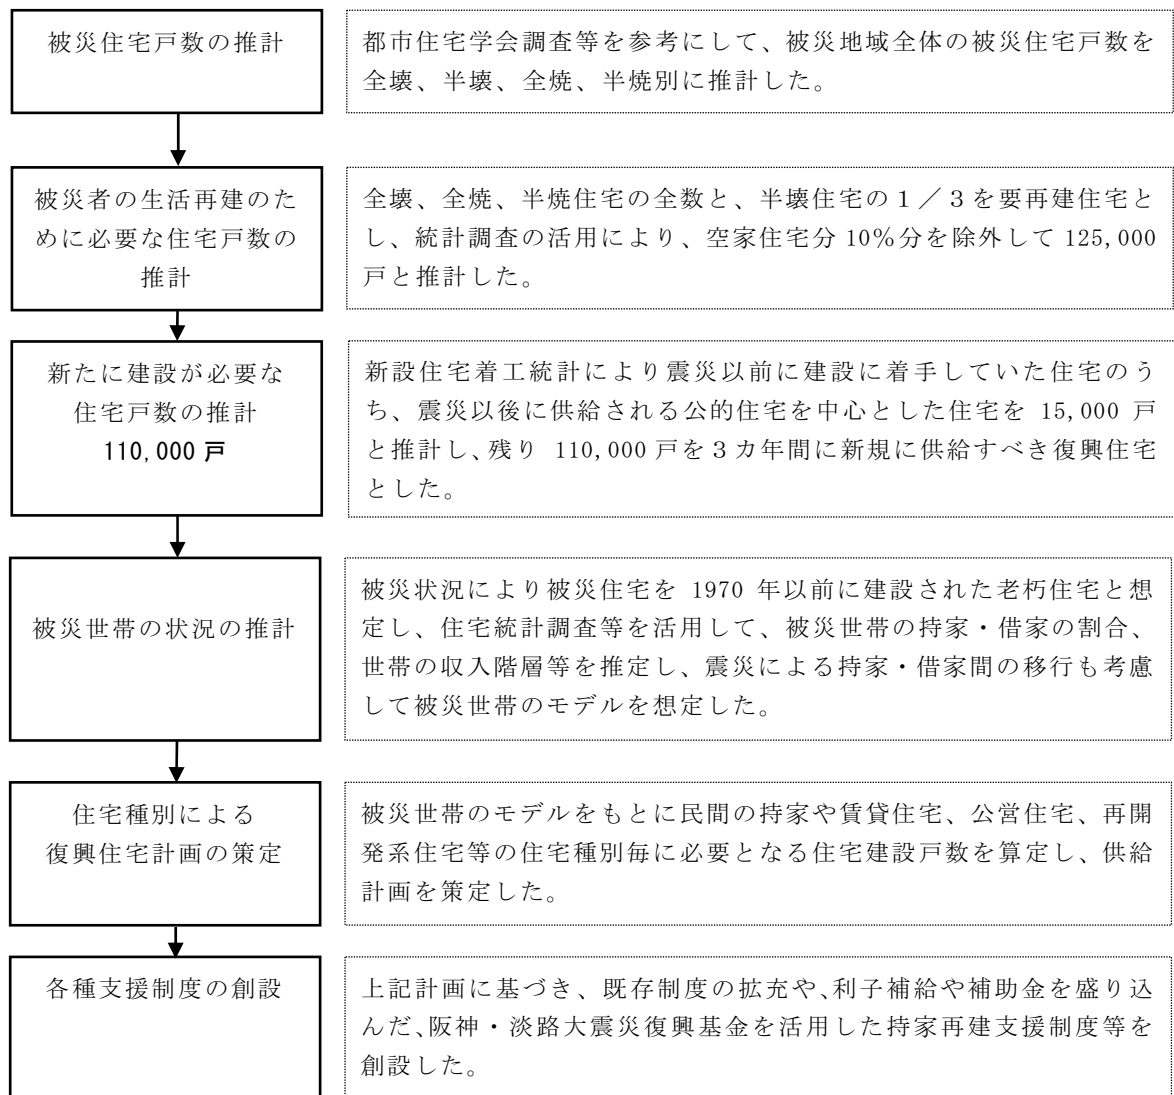 被災住宅戸数の推計
都市住宅学会調査等を参考にして、被災地域全体の被災住宅戸数を
全壊、半壊、全焼、半焼別に推計した。
被災者の生活再建のた
めに必要な住宅戸数の
推計
全壊、全焼、半焼住宅の全数と、半壊住宅の1/3を要再建住宅と
し、統計調査の活用により、空家住宅分 10%分を除外して 125,000
戸と推計した。
新たに建設が必要な
住宅戸数の推計
110,000 戸
新設住宅着工統計により震災以前に建設に着手していた住宅のう
ち、震災以後に供給される公的住宅を中心とした住宅を 15,000 戸
と推計し、残り 110,000 戸を3カ年間に新規に供給すべき復興住宅
とした。
被災世帯の状況の推計
被災状況により被災住宅を 1970 年以前に建設された老朽住宅と想
定し、住宅統計調査等を活用して、被災世帯の持家・借家の割合、
世帯の収入階層等を推定し、震災による持家・借家間の移行も考慮
して被災世帯のモデルを想定した。
住宅種別による
復興住宅計画の策定
被災世帯のモデルをもとに民間の持家や賃貸住宅、公営住宅、再開
発系住宅等の住宅種別毎に必要となる住宅建設戸数を算定し、供給
計画を策定した。
各種支援制度の創設
上記計画に基づき、既存制度の拡充や、利子補給や補助金を盛り込
んだ、阪神・淡路大震災復興基金を活用した持家再建支援制度等を
創設した。